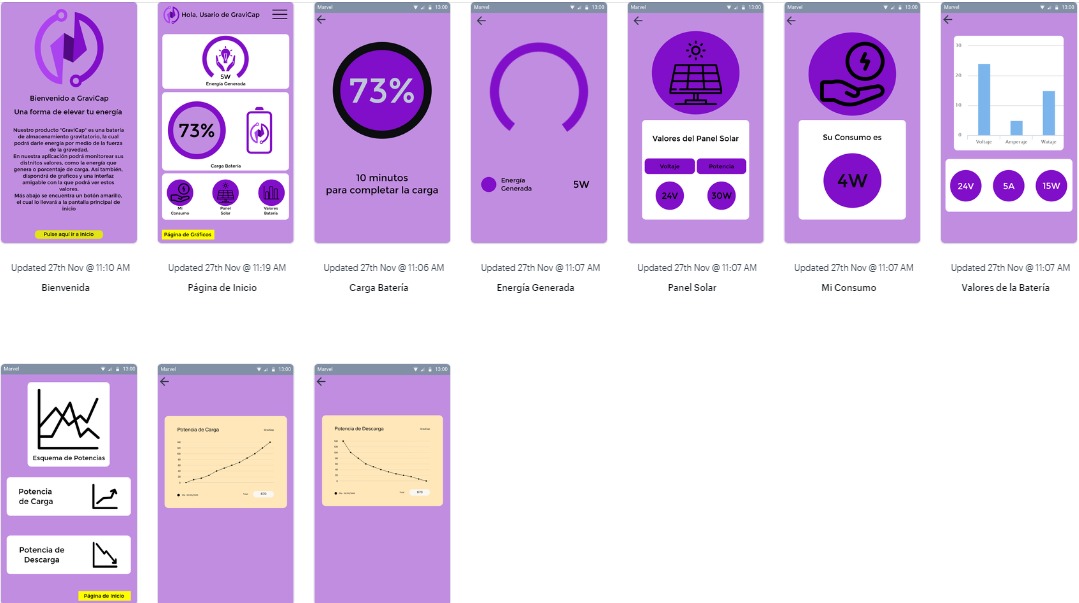 Bienvenido a GraviCap
Una forma de elevar tu energía
Nuestro producto "GraviCap" es una batería
de almacenamiento gravitatorio, la cual
podrá darle energía por medio de la fuerza
de la gravedad.
En nuestra aplicación podrá monitorear sus
distintos valores, como la energía que
genera o porcentaje de carga. Así también,
dispondrá de graficos y una interfaz
amigable con la que podrá ver estos
valores.
Más abajo se encuentra un botón amarillo,
el cual lo llevará a la pantalla principal de
inicio
Pulse aquí ir a inicio
Updated 27th Nov @ 11:10 AM
Bienvenida
Hola, Usario de GraviCap
5W
Energía Generada
73%
Carga Batería
Mi
Consumo
Panel
Solar
Valores
Batería
Página de Gráficos
Updated 27th Nov @ 11:19 AM
Página de Inicio
Marvel 13:00
73%
10 minutos
para completar la carga
Updated 27th Nov @ 11:06 AM
Carga Batería
Marvel 13:00
Energía
Generada
5W
Updated 27th Nov @ 11:07 AM
Energía Generada
Marvel 13:00
Valores del Panel Solar
Voltaje Potencia
24V 30W
Updated 27th Nov @ 11:07 AM
Panel Solar
Marvel 13:00
Su Consumo es
4W
Updated 27th Nov @ 11:07 AM
Mi Consumo
Marvel 13:00
30
20
10
0
Voltaje Amperaje Wataje
24V 5A 15W
Updated 27th Nov @ 11:07 AM
Valores de la Batería
Marvel 13:00
Esquema de Potencias
Potencia
de Carga
Potencia de
Descarga
Página de inicio
Marvel 13:00
Potencia de Carga
Marvel 13:00
Potencia de Descarga